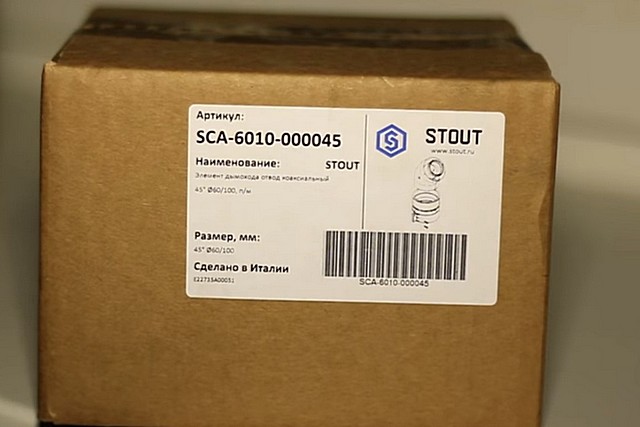 Артикул:
SCA-6010-000045
Наименование: STOUT
Элемент дымохода отвод коаксиальный
45° Ø60/100, п/м
Размер, мм:
45° Ø60/100
Сделано в Италии
E22733A00051
S STOUT
www.stout.ru
SCA-6010-000045